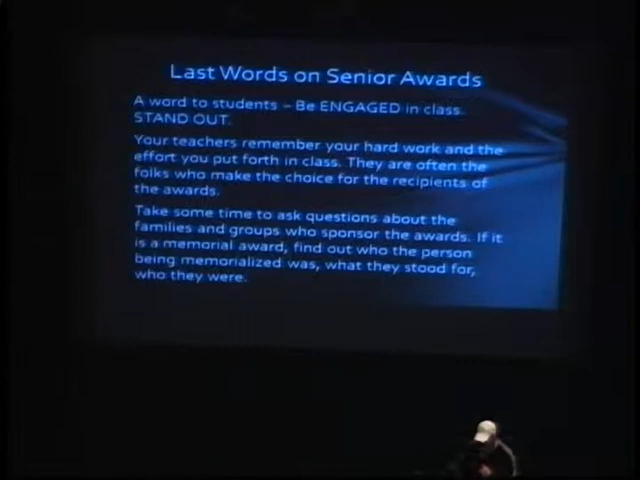 Last Words on Senior Awards
A word to students – Be ENGAGED in class.
STAND OUT.
Your teachers remember your hard work and the
effort you put forth in class. They are often the
folks who make the choice for the recipients of
the awards.
Take some time to ask questions about the
families and groups who sponsor the awards. If it
is a memorial award, find out who the person
being memorialized was, what they stood for,
who they were.